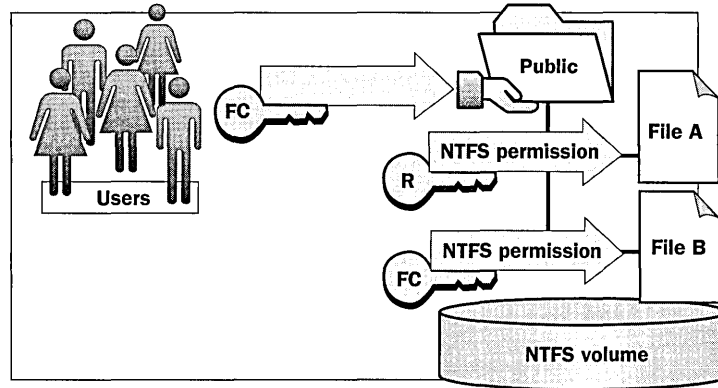 Public
FC
File A
NTFS permission
R
Users
File B
NTFS permission
FC
NTFS volume